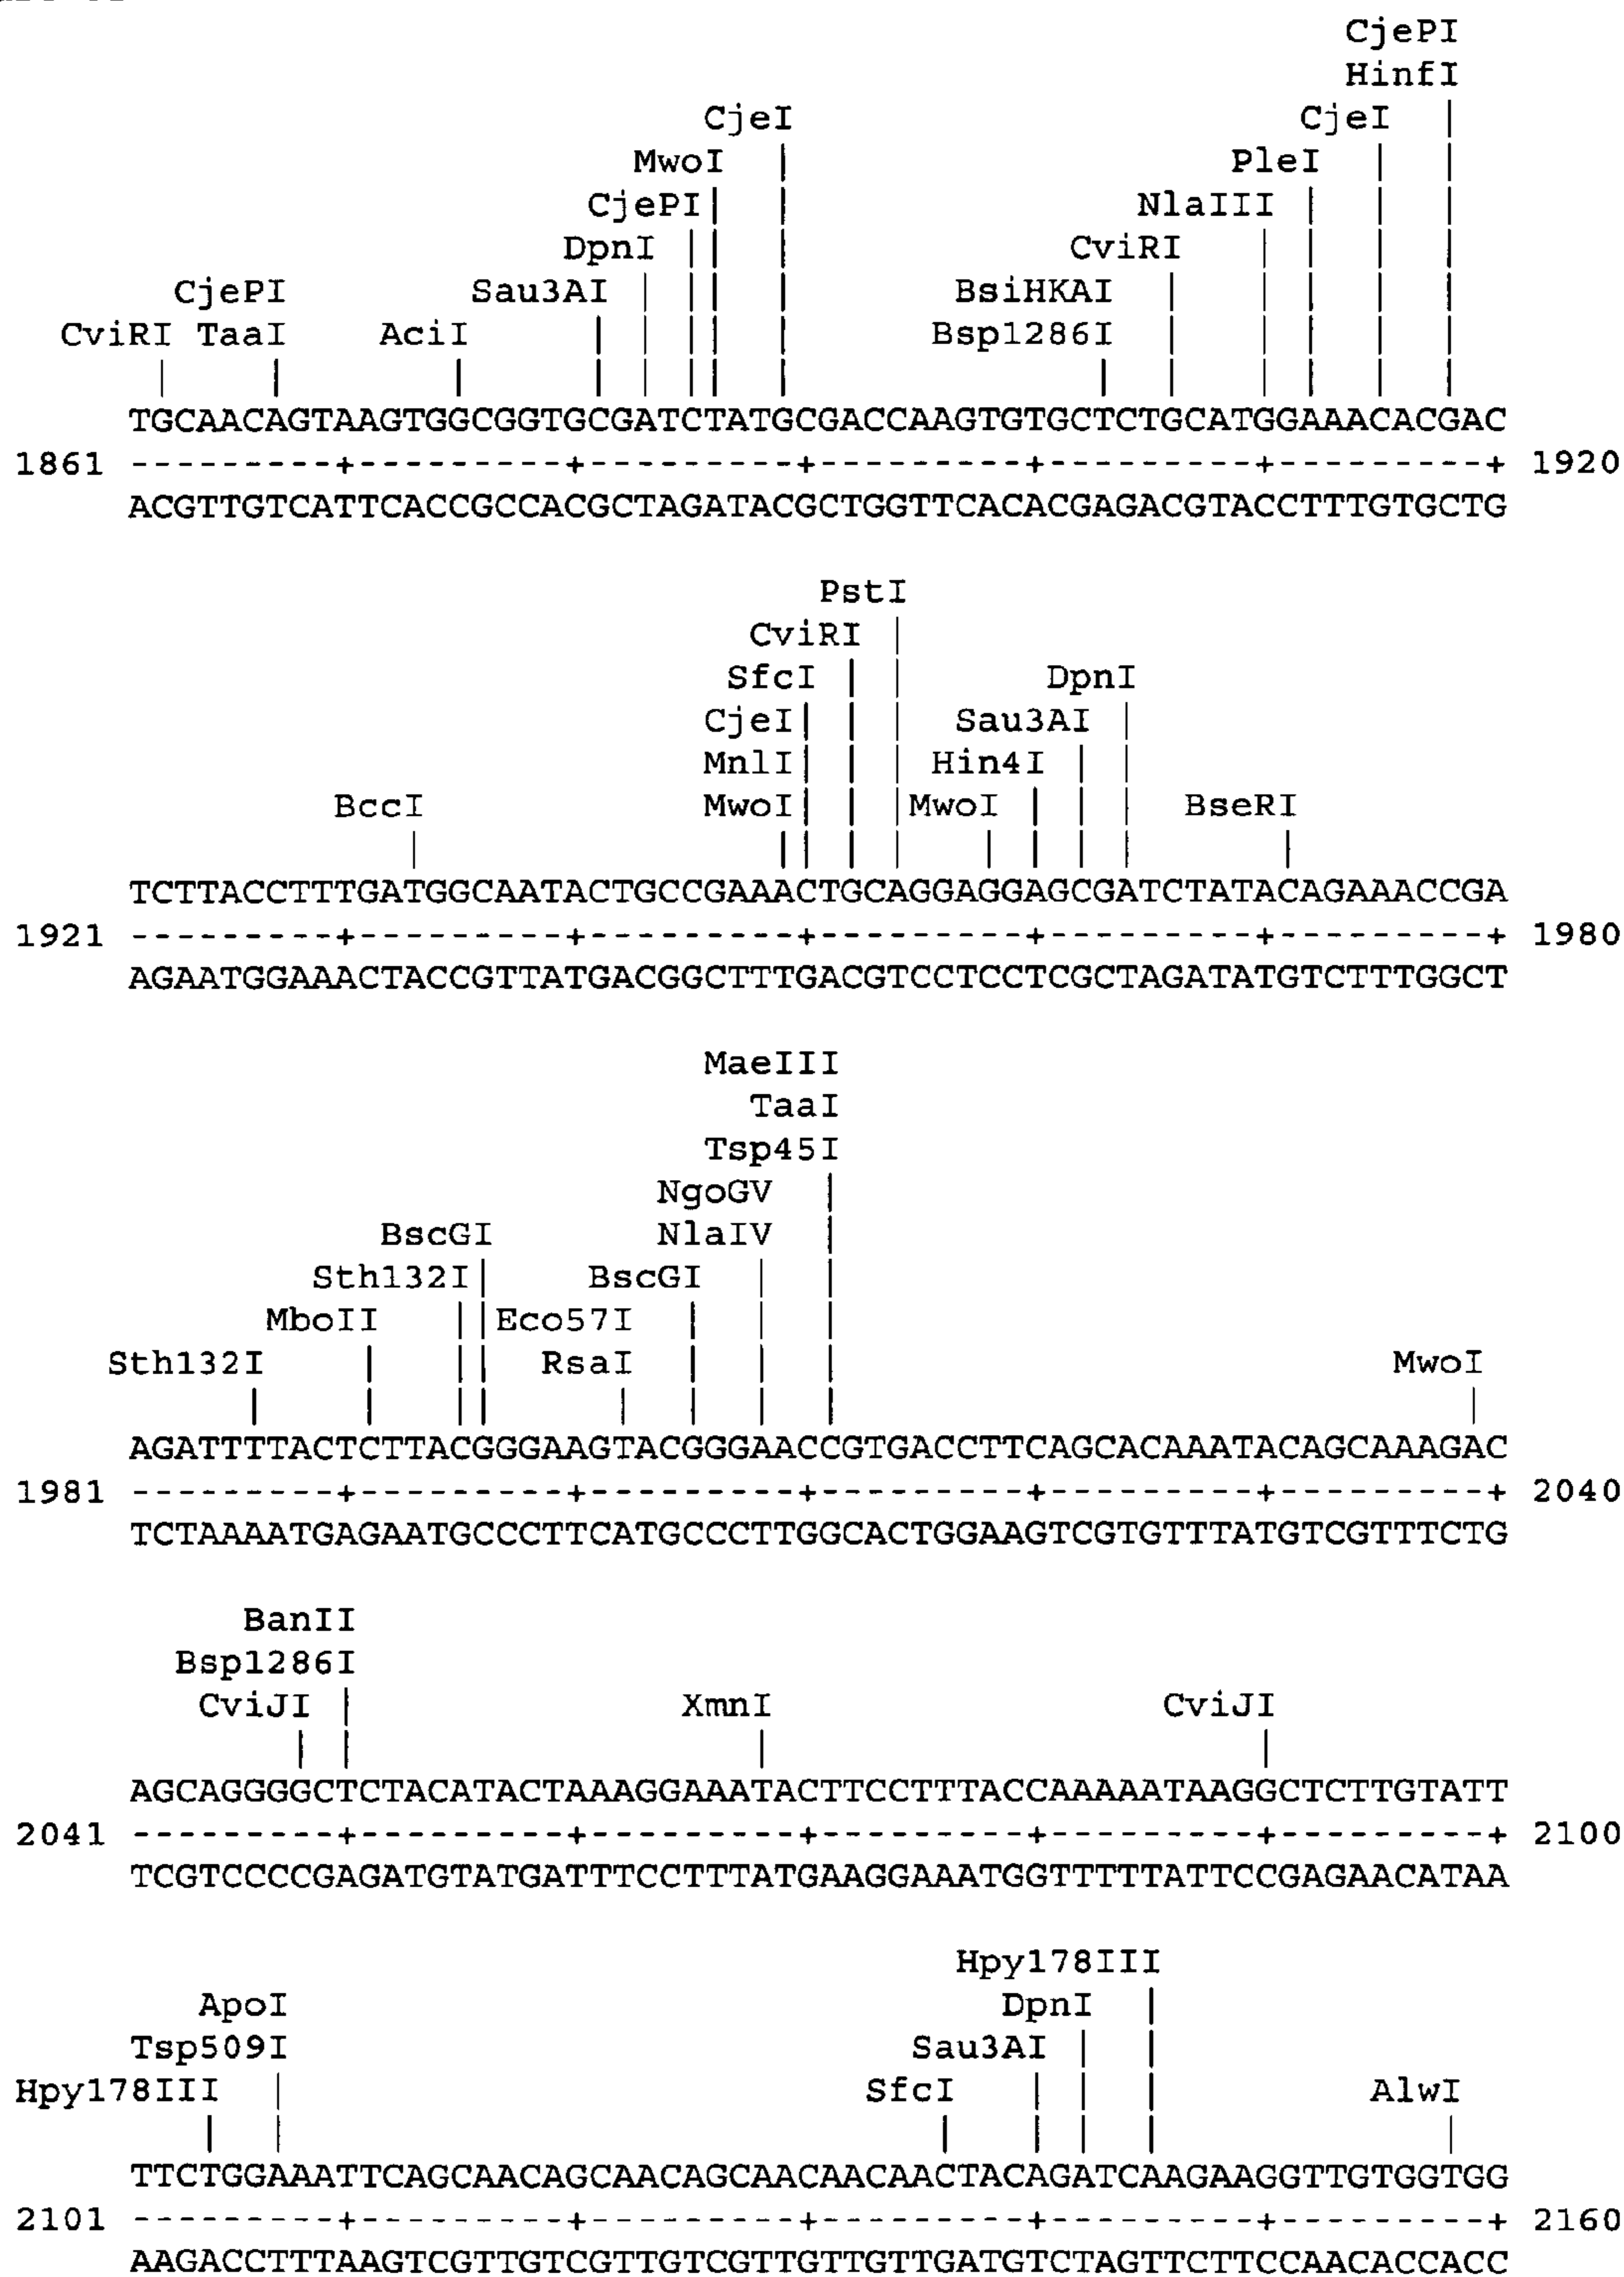 CjePI
HinfI
CjeI CjeI |
MwoI | PleI | |
CjePI| | NlaIII | | |
DpnI || | CviRI | | | |
CjePI Sau3AI | || | BsiHKAI | | | | |
CviRI TaaI AciI | | || | Bsp1286I | | | | |
| | | | | || | | | | | | |
TGCAACAGTAAGTGGCGGTGCGATCTATGCGACCAAGTGTGCTCTGCATGGAAACACGAC
1861 ---------+---------+---------+---------+---------+---------+ 1920
ACGTTGTCATTCACCGCCACGCTAGATACGCTGGTTCACACGAGACGTACCTTTGTGCTG
PstI
CviRI |
SfcI | | DpnI
CjeI| | | Sau3AI |
MnlI| | | Hin4I | |
BccI MwoI| | | MwoI | | | BseRI
| || | | | | | | |
TCTTACCTTTGATGGCAATACTGCCGAAACTGCAGGAGGAGCGATCTATACAGAAACCGA
1921 ---------+---------+---------+---------+---------+---------+ 1980
AGAATGGAAACTACCGTTATGACGGCTTTGACGTCCTCCTCGCTAGATATGTCTTTGGCT
MaeIII
TaaI
Tsp45I
NgoGV |
BscGI NlaIV |
Sth132I| BscGI | |
MboII || Eco57I | | |
Sth132I | || RsaI | | | MwoI
| | || | | | | |
AGATTTTACTCTTACGGGAAGTACGGGAACCGTGACCTTCAGCACAAATACAGCAAAGAC
1981 ---------+---------+---------+---------+---------+---------+ 2040
TCTAAAATGAGAATGCCCTTCATGCCCTTGGCACTGGAAGTCGTGTTTATGTCGTTTCTG
BanII
Bsp1286I
CviJI | XmnI CviJI
| | | |
AGCAGGGGCTCTACATACTAAAGGAAATACTTCCTTTACCAAAAATAAGGCTCTTGTATT
2041 ---------+---------+---------+---------+---------+---------+ 2100
TCGTCCCCGAGATGTATGATTTCCTTTATGAAGGAAATGGTTTTTATTCCGAGAACATAA
Hpy178III
ApoI DpnI |
Tsp509I Sau3AI | |
Hpy178III | SfcI | | | AlwI
| | | | | | |
TTCTGGAAATTCAGCAACAGCAACAGCAACAACAACTACAGATCAAGAAGGTTGTGGTGG
2101 ---------+---------+---------+---------+---------+---------+ 2160
AAGACCTTTAAGTCGTTGTCGTTGTCGTTGTTGTTGATGTCTAGTTCTTCCAACACCACC